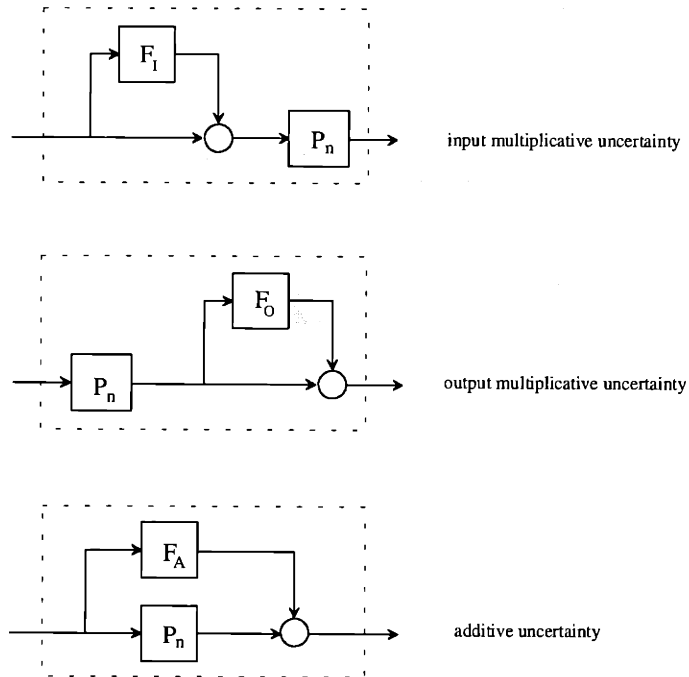 F_I
P_n
input multiplicative uncertainty
F_O
P_n
output multiplicative uncertainty
F_A
P_n
additive uncertainty